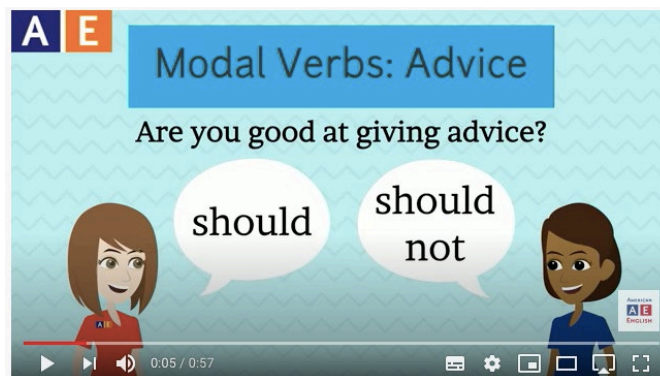 A E
Modal Verbs: Advice
Are you good at giving advice?
should
should
not
AE
AMERICAN
A E
ENGLISH
0:05 / 0:57